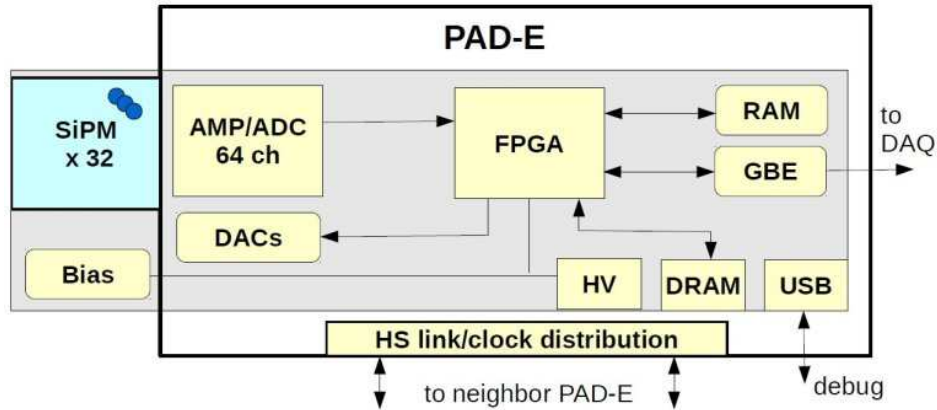 PAD-E
SiPM
x 32
AMP/ADC
64 ch
FPGA
RAM
GBE
to
DAQ
DACs
Bias
HV
DRAM
USB
HS link/clock distribution
to neighbor PAD-E
debug